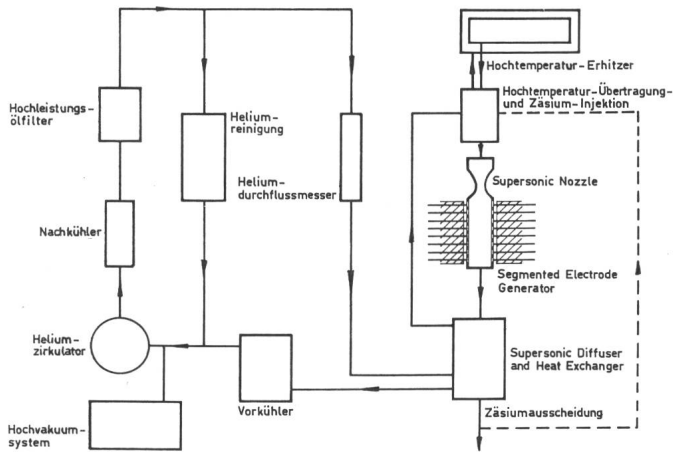 Hochtemperatur-Erhitzer
Hochtemperatur-Übertragung-
und Zäsium-Injektion
Hochleistungs-
ölfilter
Helium-
reinigung
Helium-
durchflussmesser
Supersonic Nozzle
Nachkühler
Segmented Electrode
Generator
Helium-
zirkulator
Supersonic Diffuser
and Heat Exchanger
Vorkühler
Zäsiumausscheidung
Hochvakuum-
system